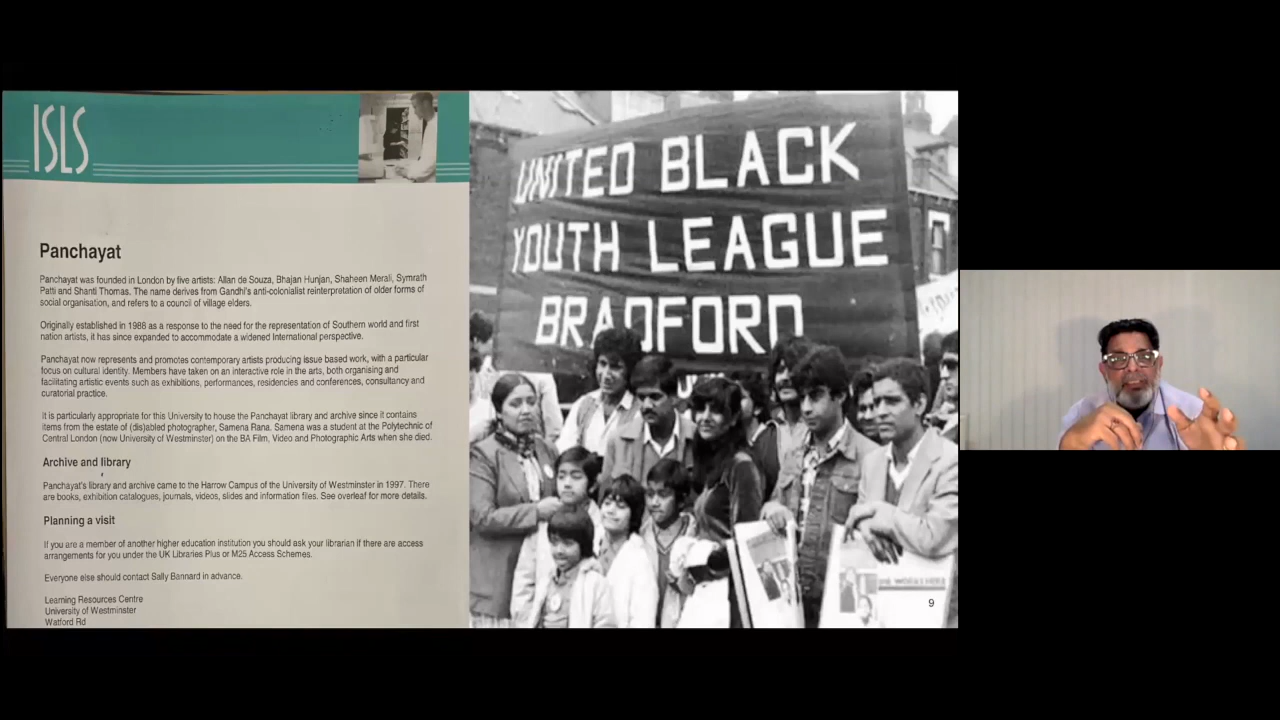 ISLS
Panchayat
Panchayat was founded in London by five artists: Allan de Souza, Bhajan Hunjan, Shaheen Merali, Symrath
Patti and Shanti Thomas. The name derives from Gandhi's anti-colonialist reinterpretation of older forms of
social organisation, and refers to a council of village elders.
Originally established in 1988 as a response to the need for the representation of Southern world and first
nation artists, it has since expanded to accommodate a widened International perspective.
Panchayat now represents and promotes contemporary artists producing issue based work, with a particular
focus on cultural identity. Members have taken on an interactive role in the arts, both organising and
facilitating artistic events such as exhibitions, performances, residencies and conferences, consultancy and
curatorial practice.
It is particularly appropriate for this University to house the Panchayat library and archive since it contains
items from the estate of (dis)abled photographer, Samena Rana. Samena was a student at the Polytechnic of
Central London (now University of Westminster) on the BA Film, Video and Photographic Arts when she died.
Archive and library
Panchayat's library and archive came to the Harrow Campus of the University of Westminster in 1997. There
are books, exhibition catalogues, journals, videos, slides and information files. See overleaf for more details.
Planning a visit
If you are a member of another higher education institution you should ask your librarian if there are access
arrangements for you under the UK Libraries Plus or M25 Access Schemes.
Everyone else should contact Sally Bannard in advance.
Learning Resources Centre
University of Westminster
Watford Rd
UNITED BLACK
YOUTH LEAGUE
BRADFORD
9